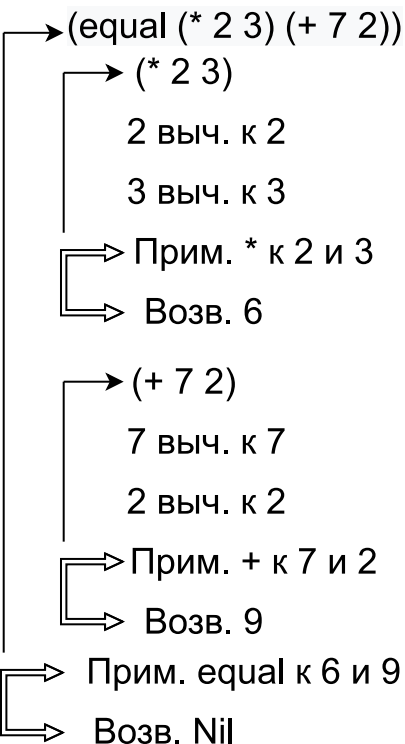 (equal (* 2 3) (+ 7 2))
(* 2 3)
2 выч. к 2
3 выч. к 3
Прим. * к 2 и 3
Возв. 6
(+ 7 2)
7 выч. к 7
2 выч. к 2
Прим. + к 7 и 2
Возв. 9
Прим. equal к 6 и 9
Возв. Nil